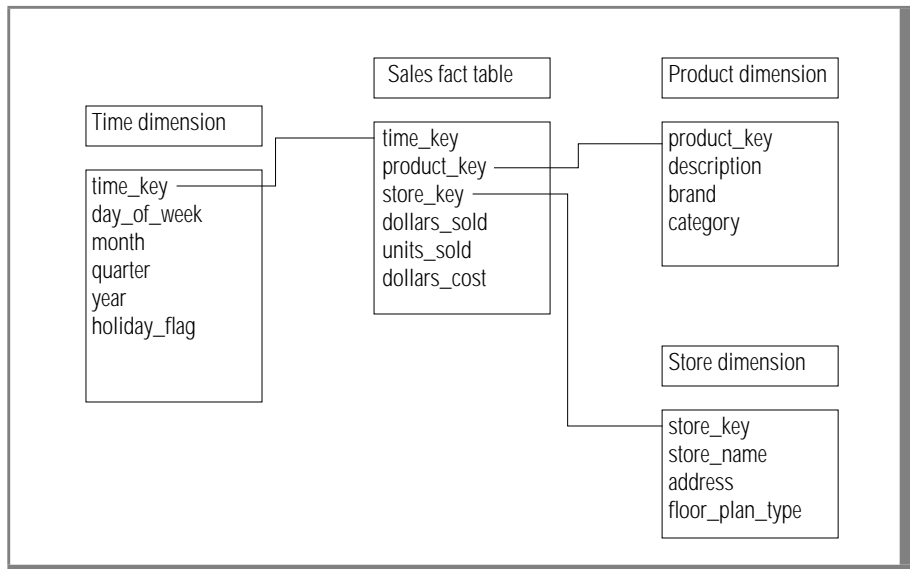 Time dimension
time_key
day_of_week
month
quarter
year
holiday_flag
Sales fact table
time_key
product_key
store_key
dollars_sold
units_sold
dollars_cost
Product dimension
product_key
description
brand
category
Store dimension
store_key
store_name
address
floor_plan_type